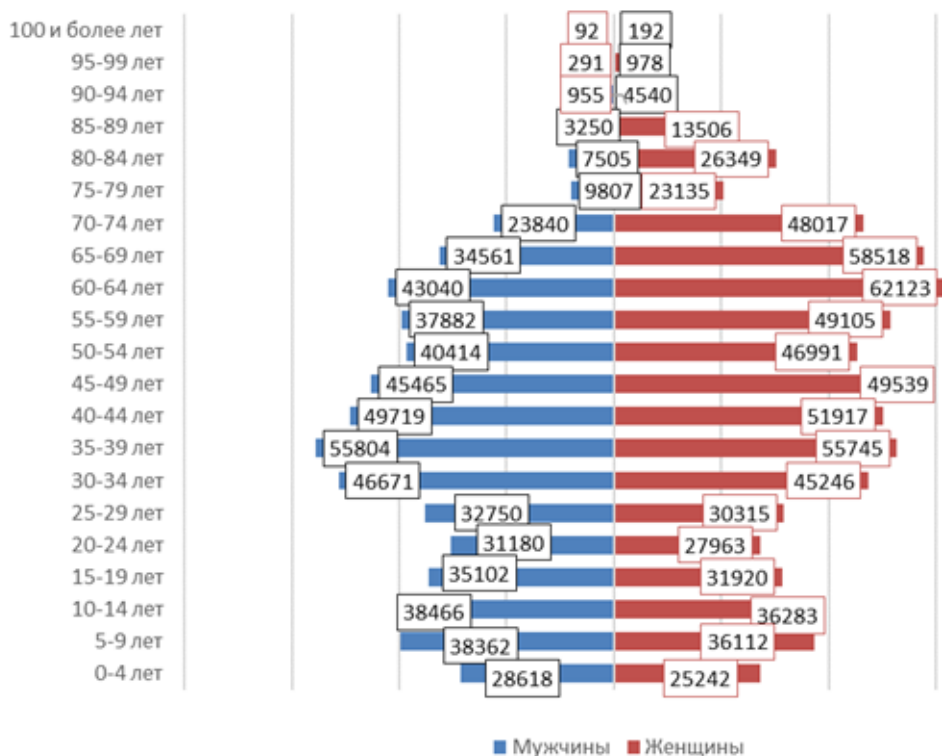 100 и более лет 92 192
95-99 лет 291 978
90-94 лет 955 4540
85-89 лет 3250 13506
80-84 лет 7505 26349
75-79 лет 9807 23135
70-74 лет 23840 48017
65-69 лет 34561 58518
60-64 лет 43040 62123
55-59 лет 37882 49105
50-54 лет 40414 46991
45-49 лет 45465 49539
40-44 лет 49719 51917
35-39 лет 55804 55745
30-34 лет 46671 45246
25-29 лет 32750 30315
20-24 лет 31180 27963
15-19 лет 35102 31920
10-14 лет 38466 36283
5-9 лет 38362 36112
0-4 лет 28618 25242
Мужчины Женщины